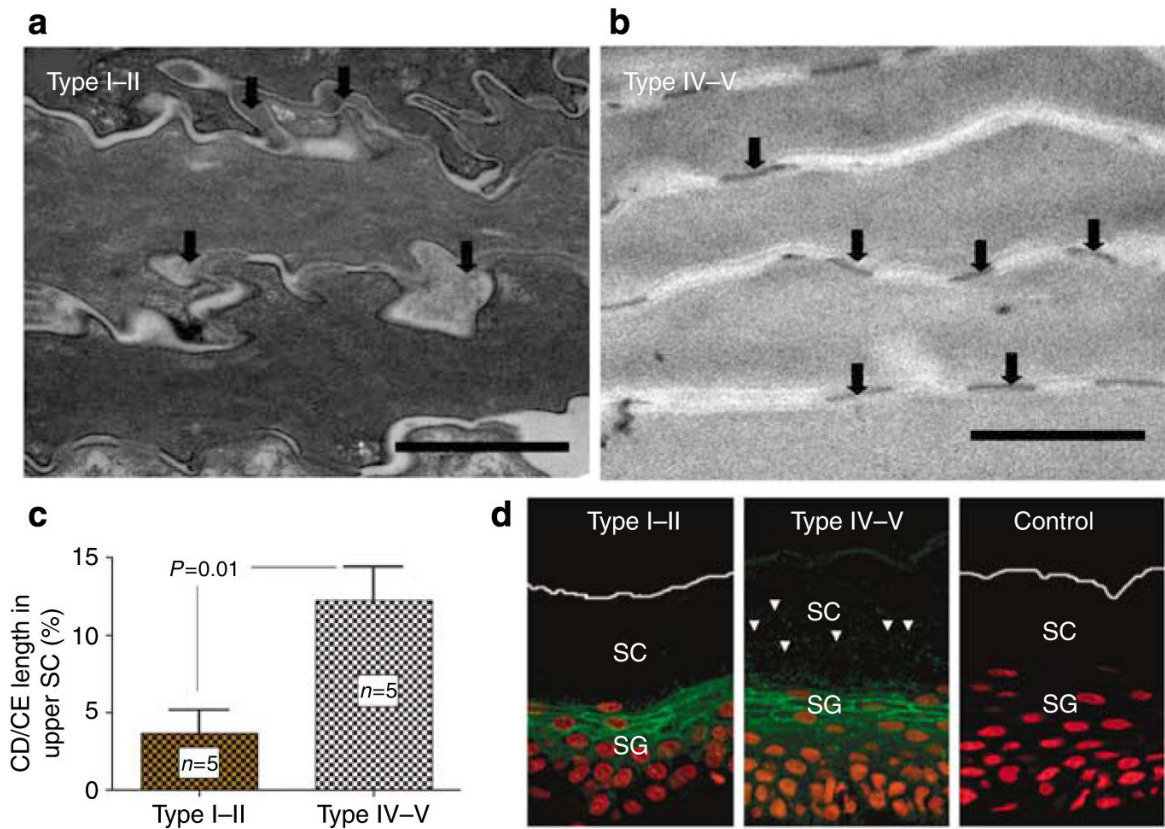 a
Type I–II
b
Type IV–V
c
CD/CE length in
upper SC (%)
15
10
5
0
P=0.01
n=5
n=5
Type I–II
Type IV–V
d
Type I–II
SC
SG
Type IV–V
SC
SG
Control
SC
SG